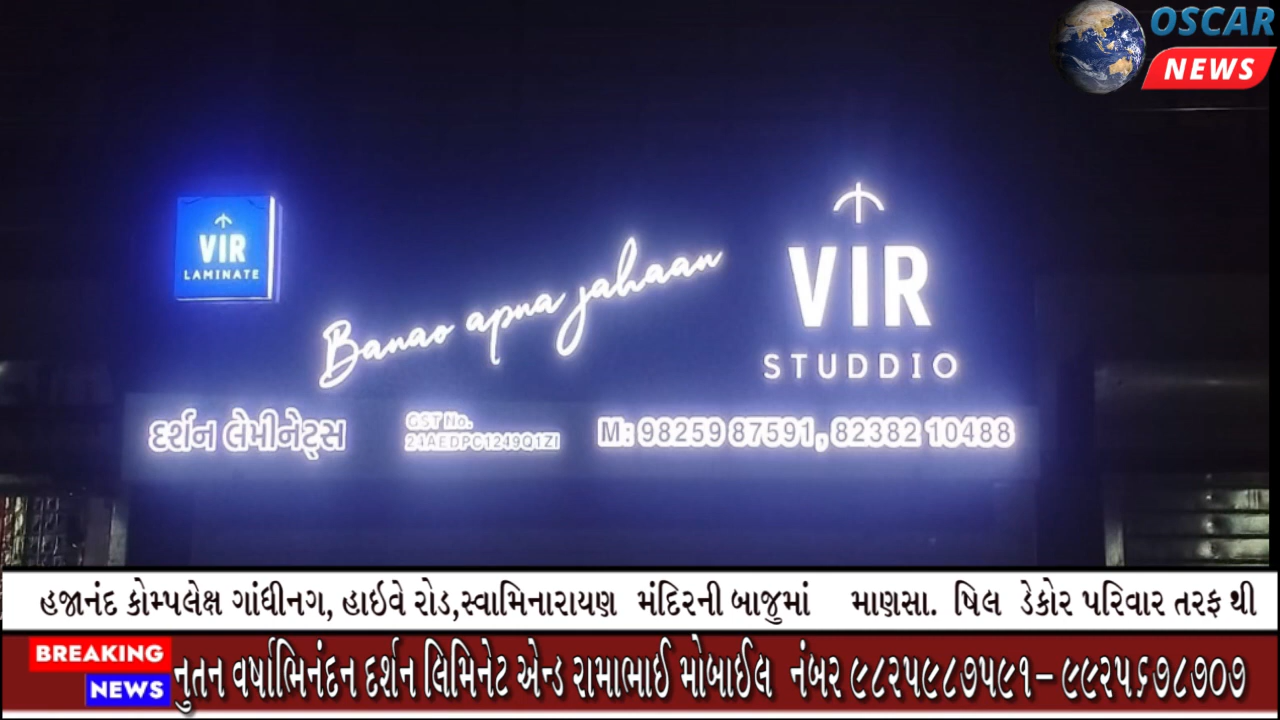 OSCAR
NEWS
VIR
LAMINATE
Banao apna jahaan
VIR
STUDDIO
દર્શન લેમીનેટ્સ
GST No.
24AEDPC1249Q1ZI
M: 98259 87591, 82382 10488
હજાનંદ કોમ્પલેક્ષ ગાંધીનગ, હાઇવે રોડ,સ્વામિનારાયણ મંદિરની બાજુમાં માણસા. ષિલ ડેકોર પરિવાર તરફ થી
BREAKING
NEWS
નુતન વર્ષાભિનંદન દર્શન લિમિનેટ એન્ડ રામાભાઈ મોબાઈલ નંબર ૯૮૨૫૯૮૭૫૯૧– ૯૯૨૫૬૭૮૭૦૭